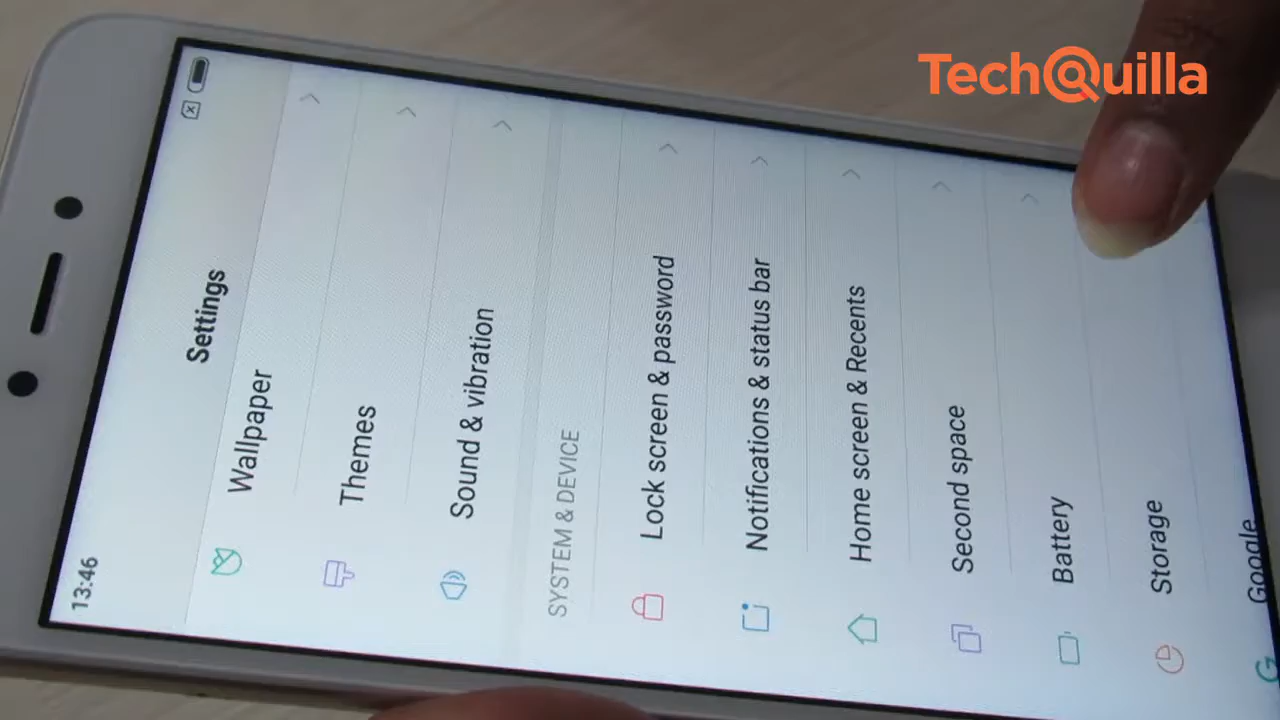 TechQuilla
13:46
Settings
Wallpaper
Themes
Sound & vibration
SYSTEM & DEVICE
Lock screen & password
Notifications & status bar
Home screen & Recents
Second space
Battery
Storage
Google